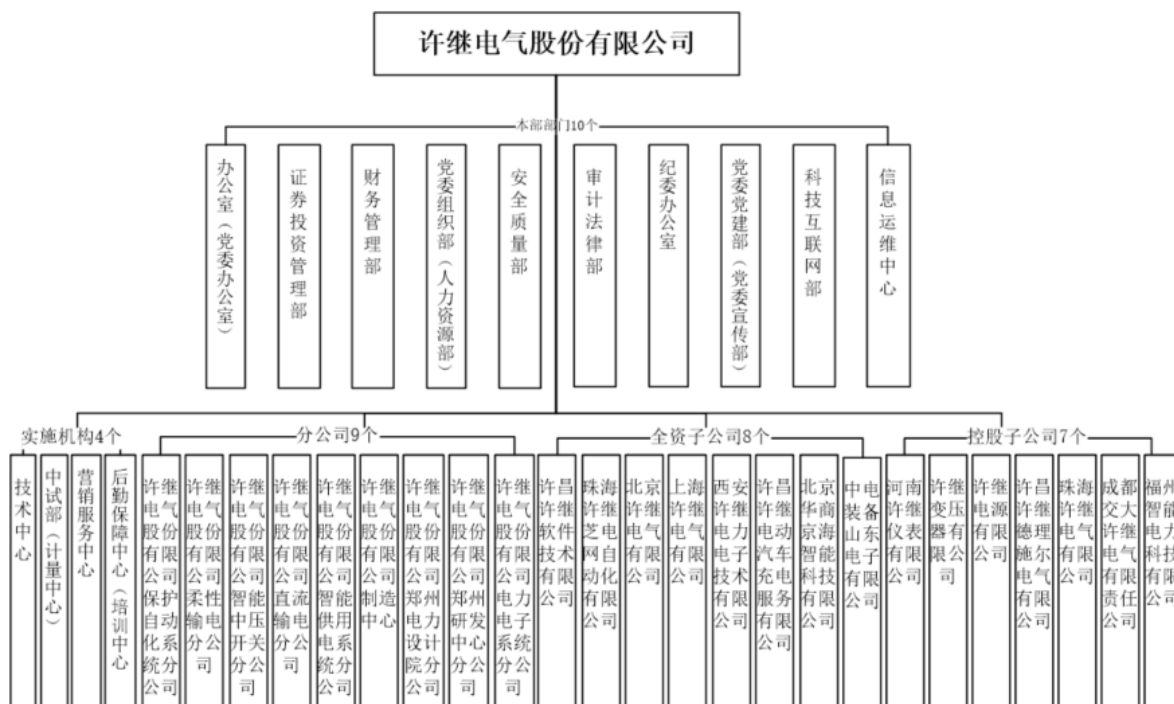 许继电气股份有限公司
本部部门10个
办公室（党委办公室）
证券投资管理部
财务管理部
党委组织部（人力资源部）
安全质量部
审计法律部
纪委办公室
党委党建部（党委宣传部）
科技互联网部
信息运维中心
实施机构4个
分公司9个
全资子公司8个
控股子公司7个
技术中心
中试部（计量中心）
营销服务中心
后勤保障中心（培训中心）
许继电气股份有限公司保护自动化系统分公司
许继电气股份有限公司柔性输电分公司
许继电气股份有限公司智能中压开关分公司
许继电气股份有限公司直流输电分公司
许继电气股份有限公司智能供用电系统分公司
许继电气股份有限公司制造中心
许继电气股份有限公司郑州电力设计院分公司
许继电气股份有限公司郑州研发中心分公司
许继电气股份有限公司电力电子系统分公司
许昌许继软件技术有限公司
珠海许继芝电网自动化有限公司
北京许继电气有限公司
上海许继电气有限公司
西安许继电力电子技术有限公司
许昌许继电动汽车充电服务有限公司
北京华商京海智能科技有限公司
中电装备山东电子有限公司
河南许继仪表有限公司
许继变压器有限公司
许继电源有限公司
许昌许继德理施尔电气有限公司
珠海许继电气有限公司
成都交大许继电气有限责任公司
福州智能电力科技有限公司